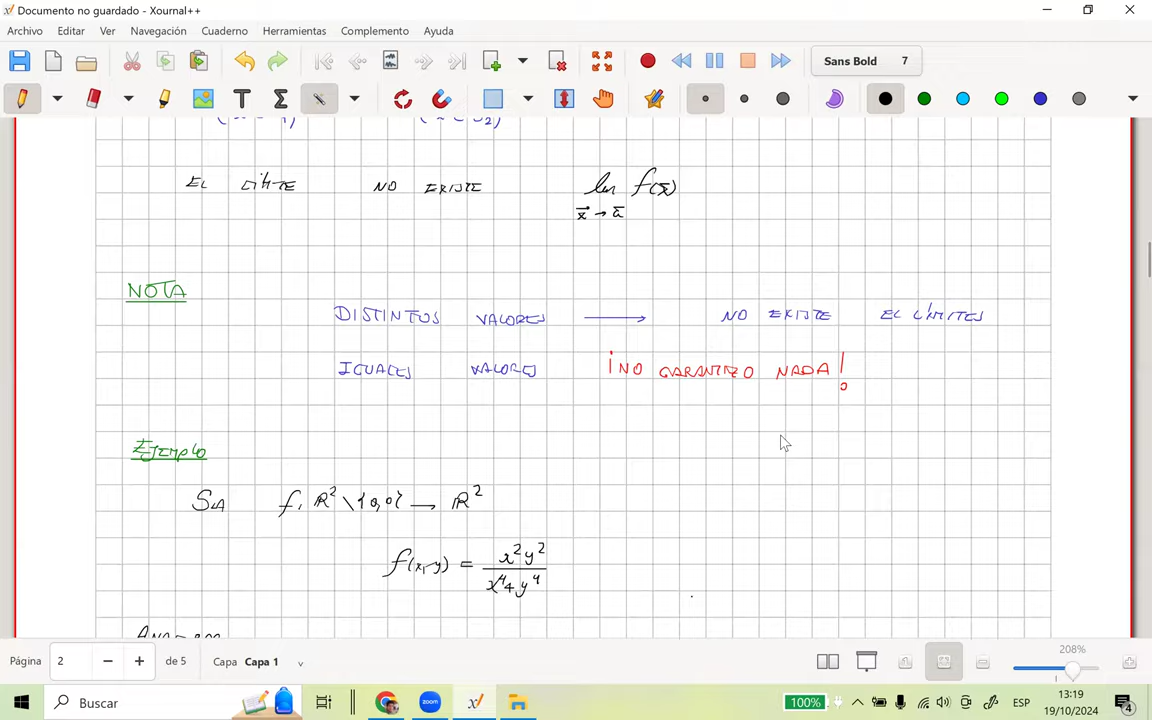 Documento no guardado - Xournal++
Archivo Editar Ver Navegación Cuaderno Herramientas Complemento Ayuda
Sans Bold 7
EL LÍMITE NO EXISTE lim f(x̄)
x̄ → ā
NOTA
DISTINTOS VALORES → NO EXISTE EL LÍMITES
IGUALES VALORES ¡NO GARANTIZO NADA!
EJEMPLO
SEA f: ℝ² \ {0,0} → ℝ²
f(x,y) = x²y² / x⁴+y⁴
Página 2 de 5 Capa Capa 1 208%
Buscar 100% ESP 13:19
19/10/2024 4